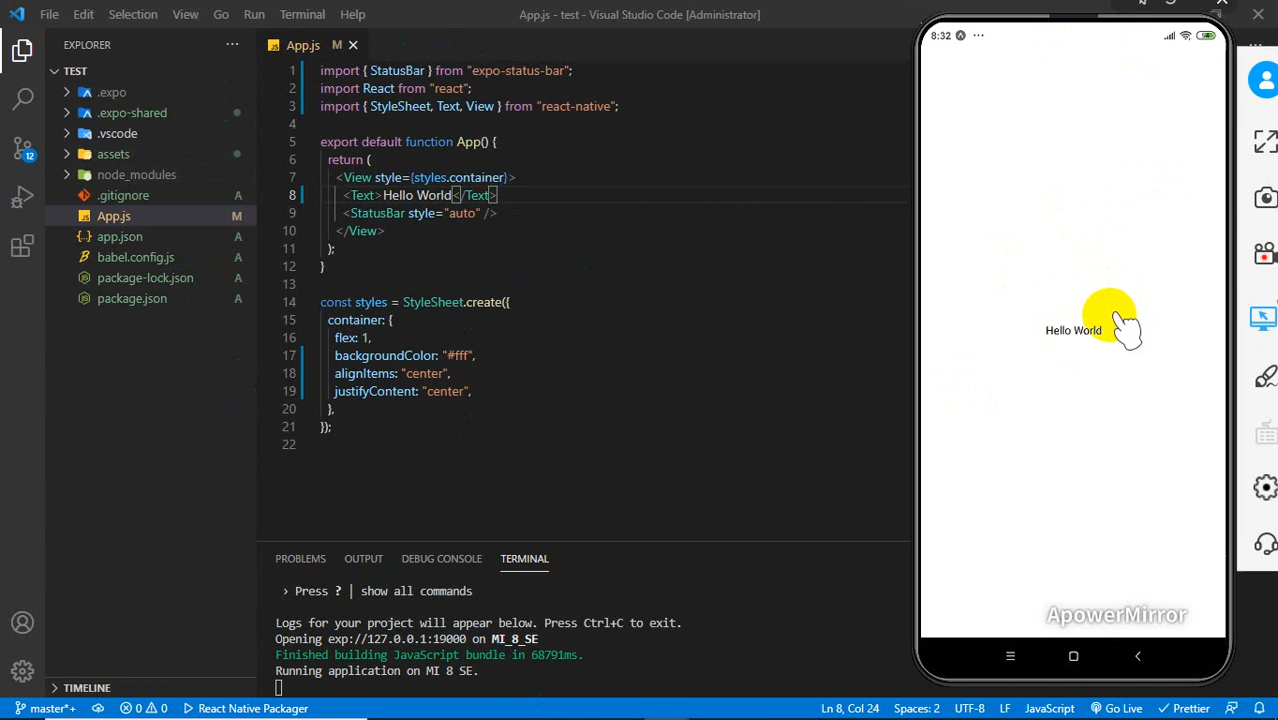 File Edit Selection View Go Run Terminal Help
App.js - test - Visual Studio Code [Administrator]
EXPLORER
TEST
.expo
.expo-shared
.vscode
assets
node_modules
.gitignore
App.js M
app.json A
babel.config.js A
package-lock.json A
package.json A
TIMELINE
12
App.js M
1 import { StatusBar } from "expo-status-bar";
2 import React from "react";
3 import { StyleSheet, Text, View } from "react-native";
4
5 export default function App() {
6 return (
7 <View style={styles.container}>
8 <Text>Hello World</Text>
9 <StatusBar style="auto" />
10 </View>
11 );
12 }
13
14 const styles = StyleSheet.create({
15 container: {
16 flex: 1,
17 backgroundColor: "#fff",
18 alignItems: "center",
19 justifyContent: "center",
20 },
21 });
22
PROBLEMS OUTPUT DEBUG CONSOLE TERMINAL
› Press ? | show all commands
Logs for your project will appear below. Press Ctrl+C to exit.
Opening exp://127.0.0.1:19000 on MI_8_SE
Finished building JavaScript bundle in 68791ms.
Running application on MI 8 SE.
8:32
Hello World
ApowerMirror
master*+ 0 0 React Native Packager Ln 8, Col 24 Spaces: 2 UTF-8 LF JavaScript Go Live Prettier